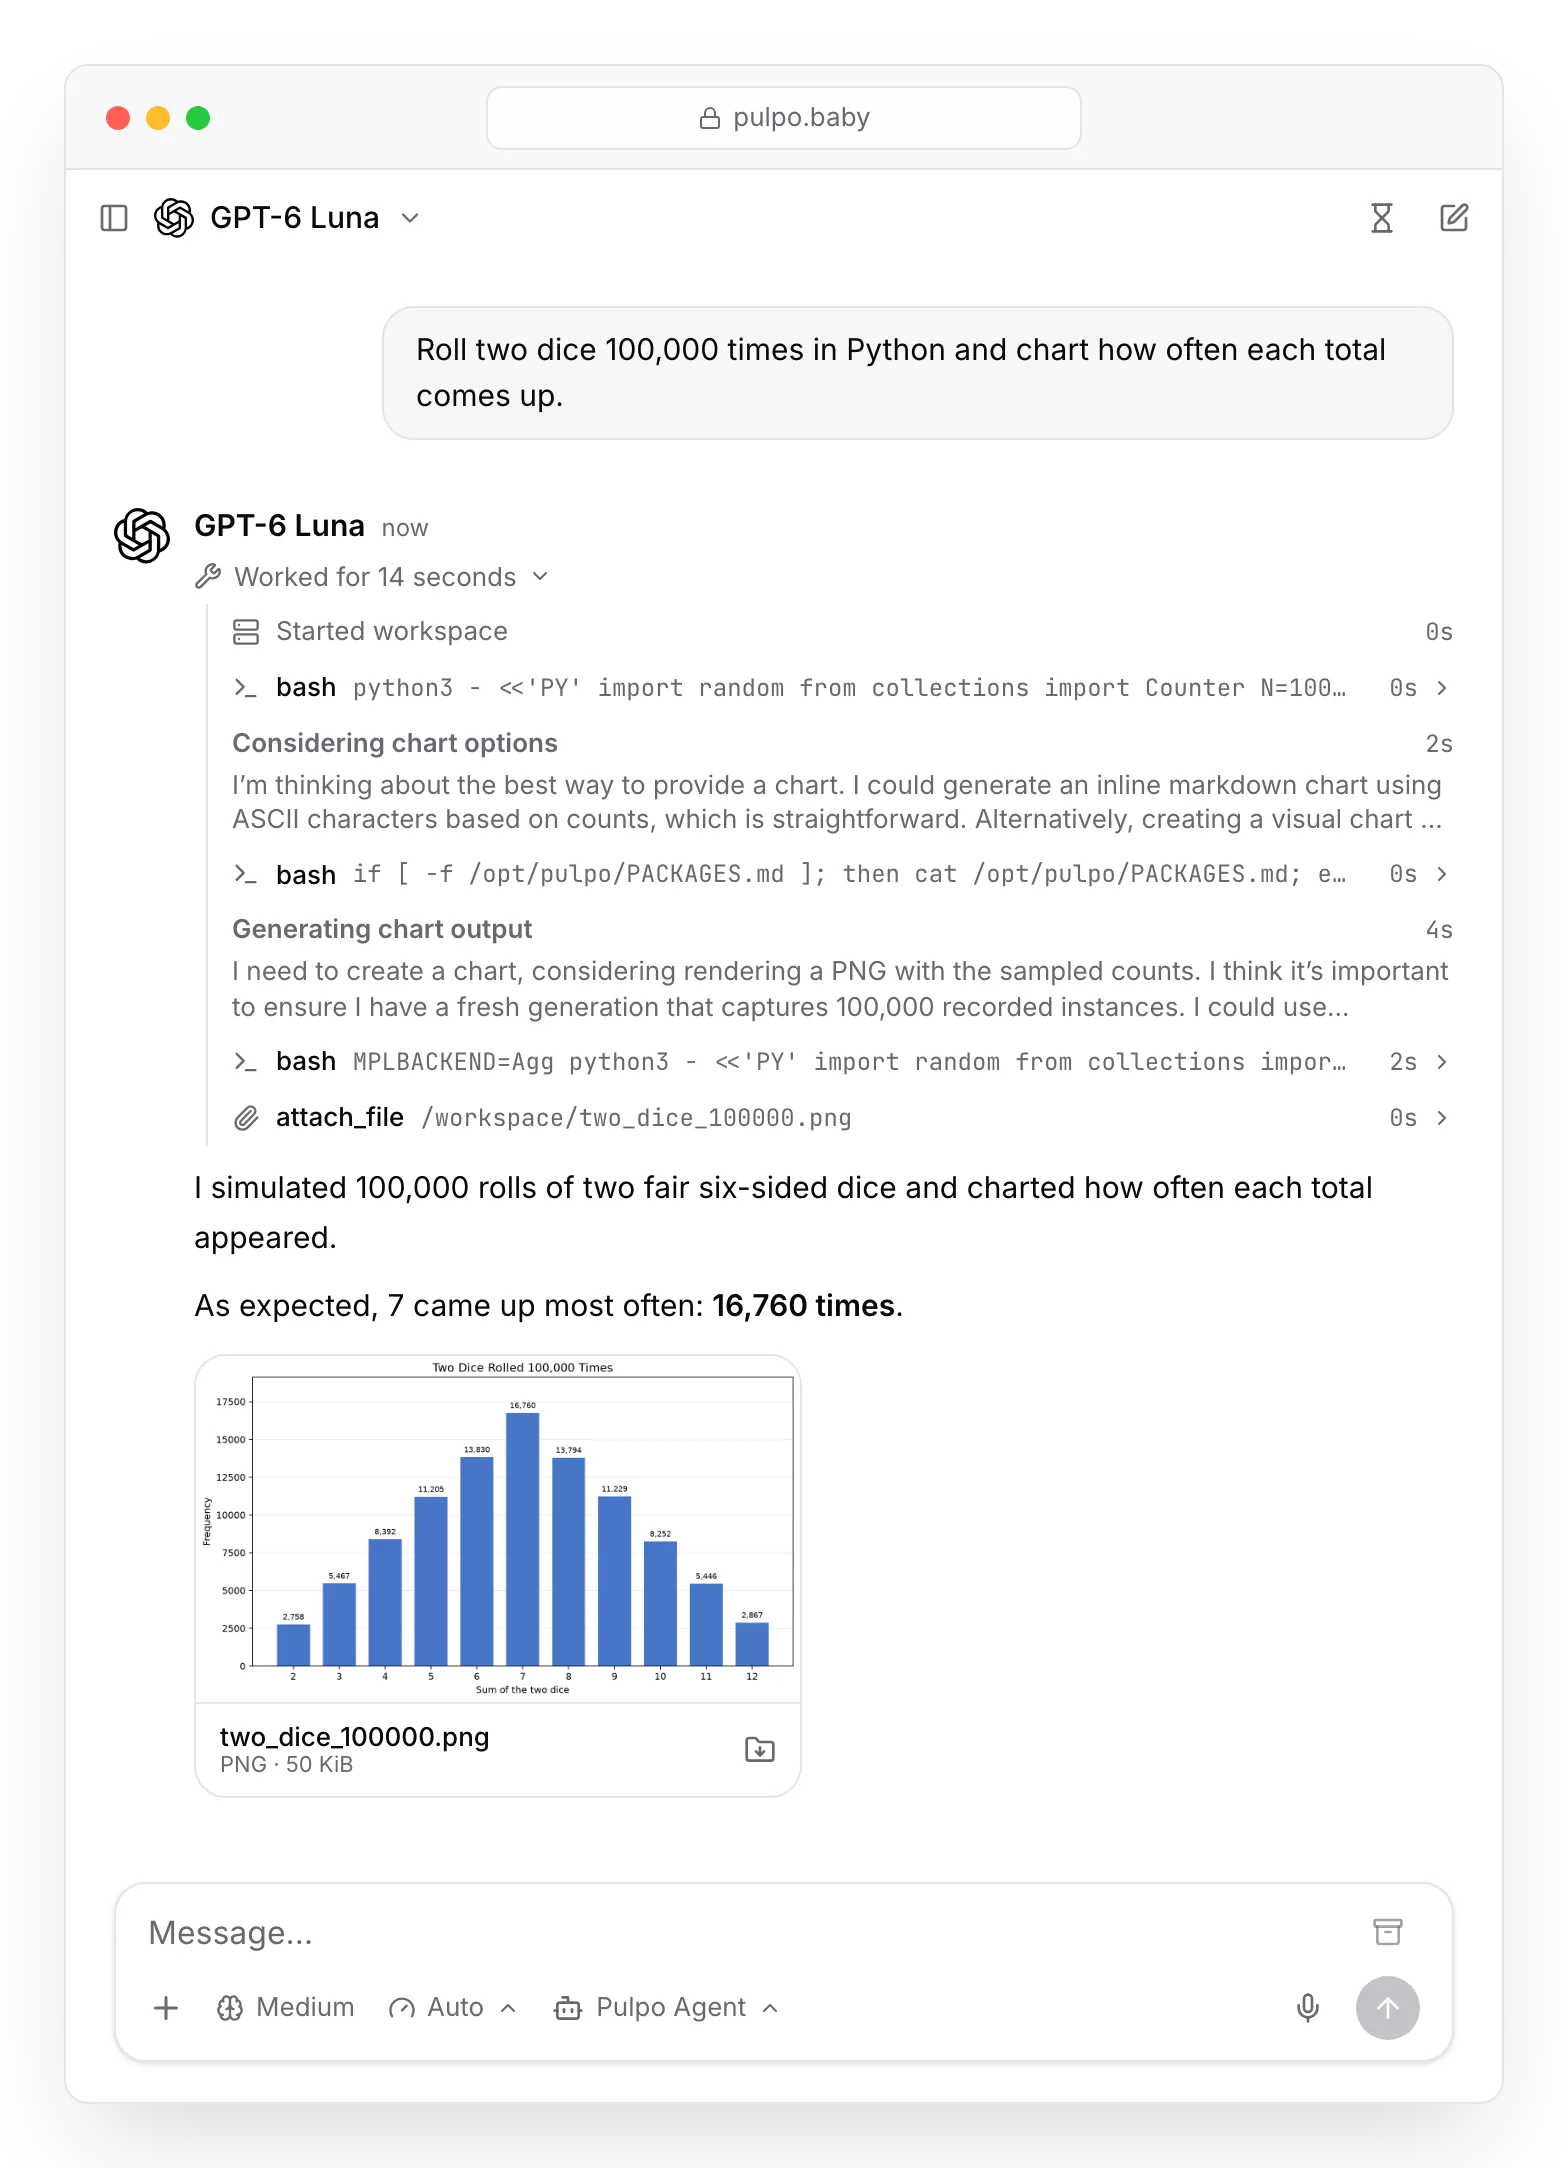 pulpo.baby
GPT-6 Luna
Roll two dice 100,000 times in Python and chart how often each total
comes up.
GPT-6 Luna now
Worked for 14 seconds
Started workspace 0s
bash python3 - <<'PY' import random from collections import Counter N=100… 0s
Considering chart options 2s
I’m thinking about the best way to provide a chart. I could generate an inline markdown chart using
ASCII characters based on counts, which is straightforward. Alternatively, creating a visual chart ...
bash if [ -f /opt/pulpo/PACKAGES.md ]; then cat /opt/pulpo/PACKAGES.md; e… 0s
Generating chart output 4s
I need to create a chart, considering rendering a PNG with the sampled counts. I think it’s important
to ensure I have a fresh generation that captures 100,000 recorded instances. I could use...
bash MPLBACKEND=Agg python3 - <<'PY' import random from collections impor… 2s
attach_file /workspace/two_dice_100000.png 0s
I simulated 100,000 rolls of two fair six-sided dice and charted how often each total
appeared.
As expected, 7 came up most often: 16,760 times.
Two Dice Rolled 100,000 Times
17500
15000
12500
10000
7500
5000
2500
0
Frequency
2,758
5,467
8,392
11,205
13,830
16,760
13,794
11,229
8,252
5,446
2,867
2 3 4 5 6 7 8 9 10 11 12
Sum of the two dice
two_dice_100000.png
PNG · 50 KiB
Message...
Medium Auto Pulpo Agent